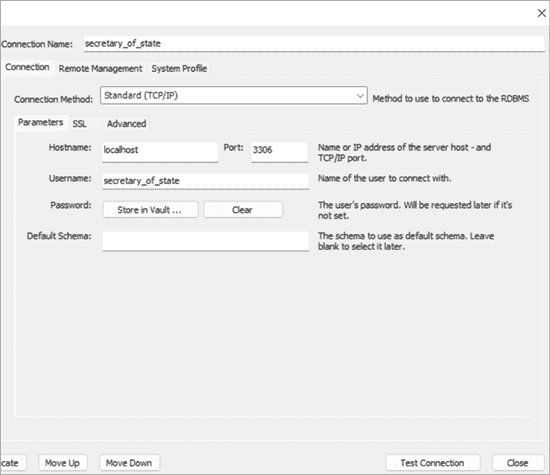 Connection Name: secretary_of_state
Connection Remote Management System Profile
Connection Method: Standard (TCP/IP) Method to use to connect to the RDBMS
Parameters SSL Advanced
Hostname: localhost Port: 3306 Name or IP address of the server host - and
TCP/IP port.
Username: secretary_of_state Name of the user to connect with.
Password: Store in Vault ... Clear The user's password. Will be requested later if it's
not set.
Default Schema: The schema to use as default schema. Leave
blank to select it later.
cate Move Up Move Down Test Connection Close